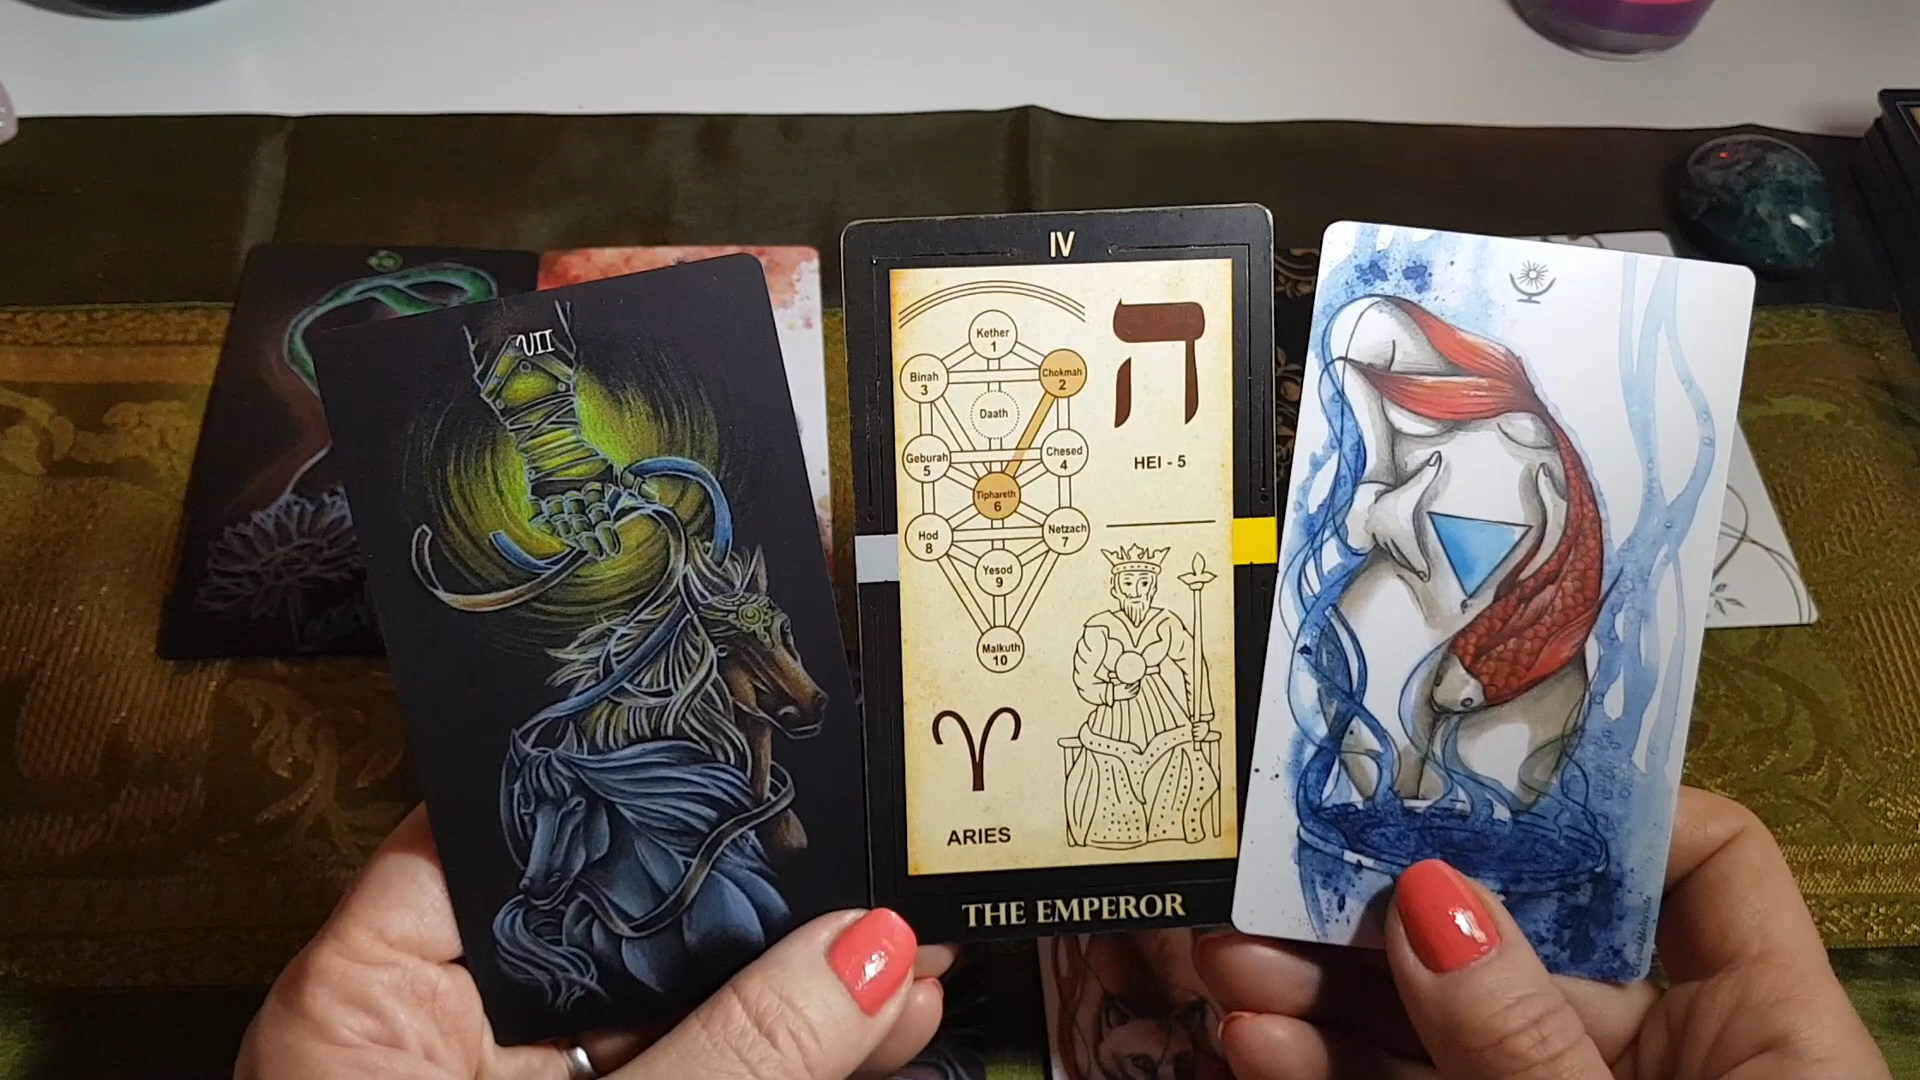 VII
IV
Kether
1
Binah
3
Chokmah
2
Daath
Geburah
5
Chesed
4
Tiphareth
6
Hod
8
Netzach
7
Yesod
9
Malkuth
10
ה
HEI - 5
ARIES
THE EMPEROR